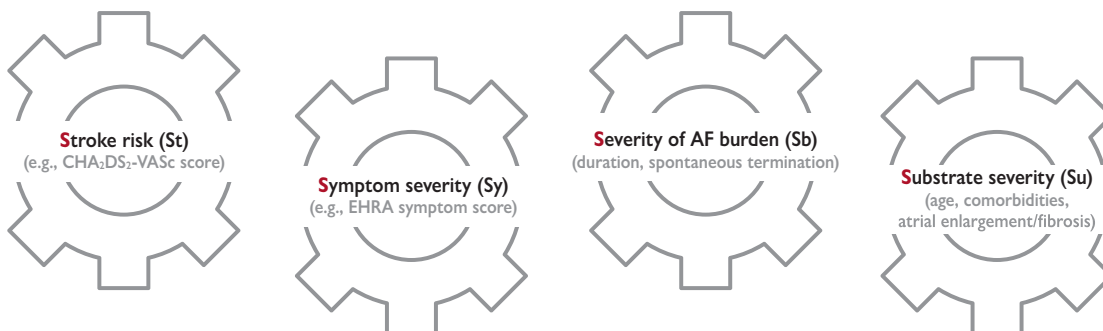 Stroke risk (St)
(e.g., CHA₂DS₂-VASc score)
Symptom severity (Sy)
(e.g., EHRA symptom score)
Severity of AF burden (Sb)
(duration, spontaneous termination)
Substrate severity (Su)
(age, comorbidities,
atrial enlargement/fibrosis)